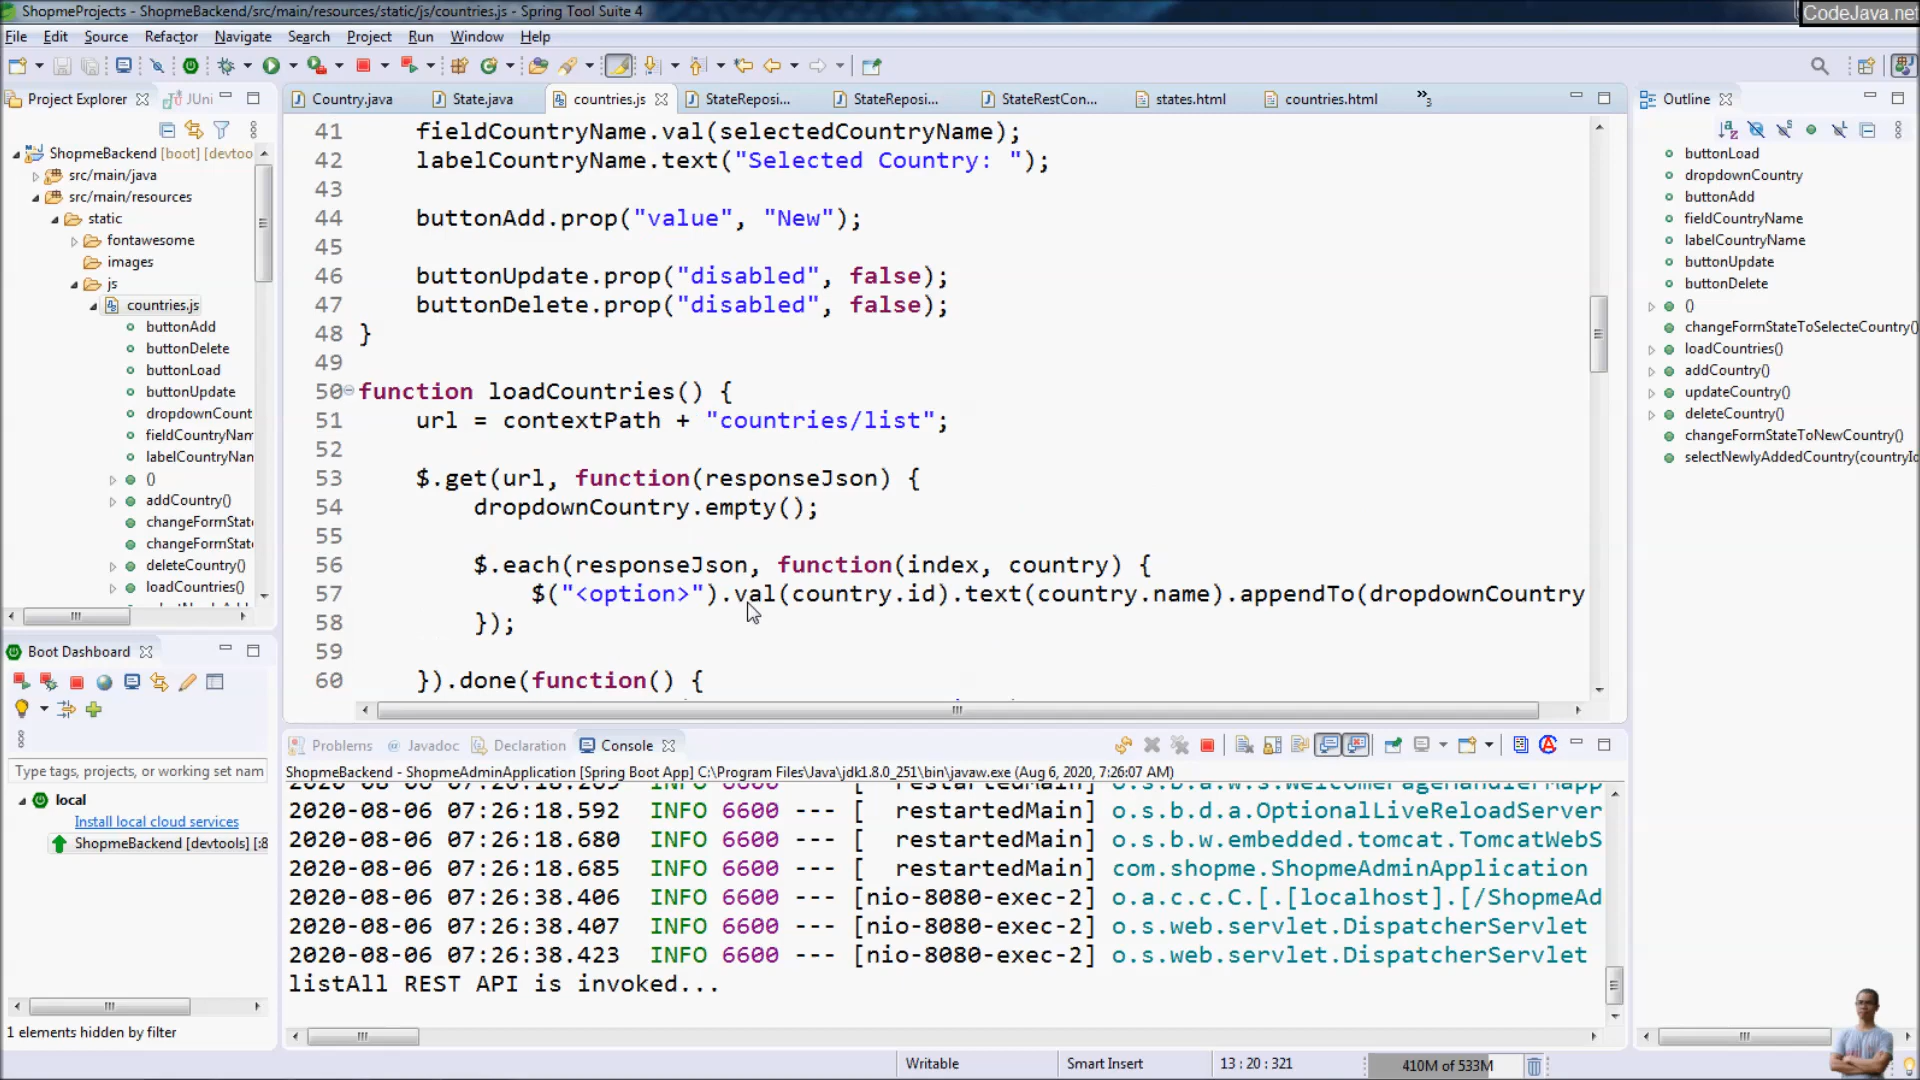 ShopmeProjects - ShopmeBackend/src/main/resources/static/js/countries.js - Spring Tool Suite 4
CodeJava.net
File Edit Source Refactor Navigate Search Project Run Window Help
Project Explorer
JUni
Country.java
State.java
countries.js
StateReposi...
StateReposi...
StateRestCon...
states.html
countries.html
»3
Outline
ShopmeBackend [boot] [devtoo
src/main/java
src/main/resources
static
fontawesome
images
js
countries.js
buttonAdd
buttonDelete
buttonLoad
buttonUpdate
dropdownCount
fieldCountryNam
labelCountryNan
()
addCountry()
changeFormStat
changeFormStat
deleteCountry()
loadCountries()
41 fieldCountryName.val(selectedCountryName);
42 labelCountryName.text("Selected Country: ");
43
44 buttonAdd.prop("value", "New");
45
46 buttonUpdate.prop("disabled", false);
47 buttonDelete.prop("disabled", false);
48 }
49
50 function loadCountries() {
51 url = contextPath + "countries/list";
52
53 $.get(url, function(responseJson) {
54 dropdownCountry.empty();
55
56 $.each(responseJson, function(index, country) {
57 $("<option>").val(country.id).text(country.name).appendTo(dropdownCountry
58 });
59
60 }).done(function() {
buttonLoad
dropdownCountry
buttonAdd
fieldCountryName
labelCountryName
buttonUpdate
buttonDelete
()
changeFormStateToSelecteCountry()
loadCountries()
addCountry()
updateCountry()
deleteCountry()
changeFormStateToNewCountry()
selectNewlyAddedCountry(countryId
Boot Dashboard
Type tags, projects, or working set nam
local
Install local cloud services
ShopmeBackend [devtools] [:8
1 elements hidden by filter
Problems
@ Javadoc
Declaration
Console
ShopmeBackend - ShopmeAdminApplication [Spring Boot App] C:\Program Files\Java\jdk1.8.0_251\bin\javaw.exe (Aug 6, 2020, 7:26:07 AM)
2020-08-06 07:26:18.269 INFO 6600 --- [ restartedMain] o.s.b.a.w.s.WelcomePageHandlerMapp
2020-08-06 07:26:18.592 INFO 6600 --- [ restartedMain] o.s.b.d.a.OptionalLiveReloadServer
2020-08-06 07:26:18.680 INFO 6600 --- [ restartedMain] o.s.b.w.embedded.tomcat.TomcatWebS
2020-08-06 07:26:18.685 INFO 6600 --- [ restartedMain] com.shopme.ShopmeAdminApplication
2020-08-06 07:26:38.406 INFO 6600 --- [nio-8080-exec-2] o.a.c.c.C.[.[localhost].[/ShopmeAd
2020-08-06 07:26:38.407 INFO 6600 --- [nio-8080-exec-2] o.s.web.servlet.DispatcherServlet
2020-08-06 07:26:38.423 INFO 6600 --- [nio-8080-exec-2] o.s.web.servlet.DispatcherServlet
listAll REST API is invoked...
Writable
Smart Insert
13 : 20 : 321
410M of 533M